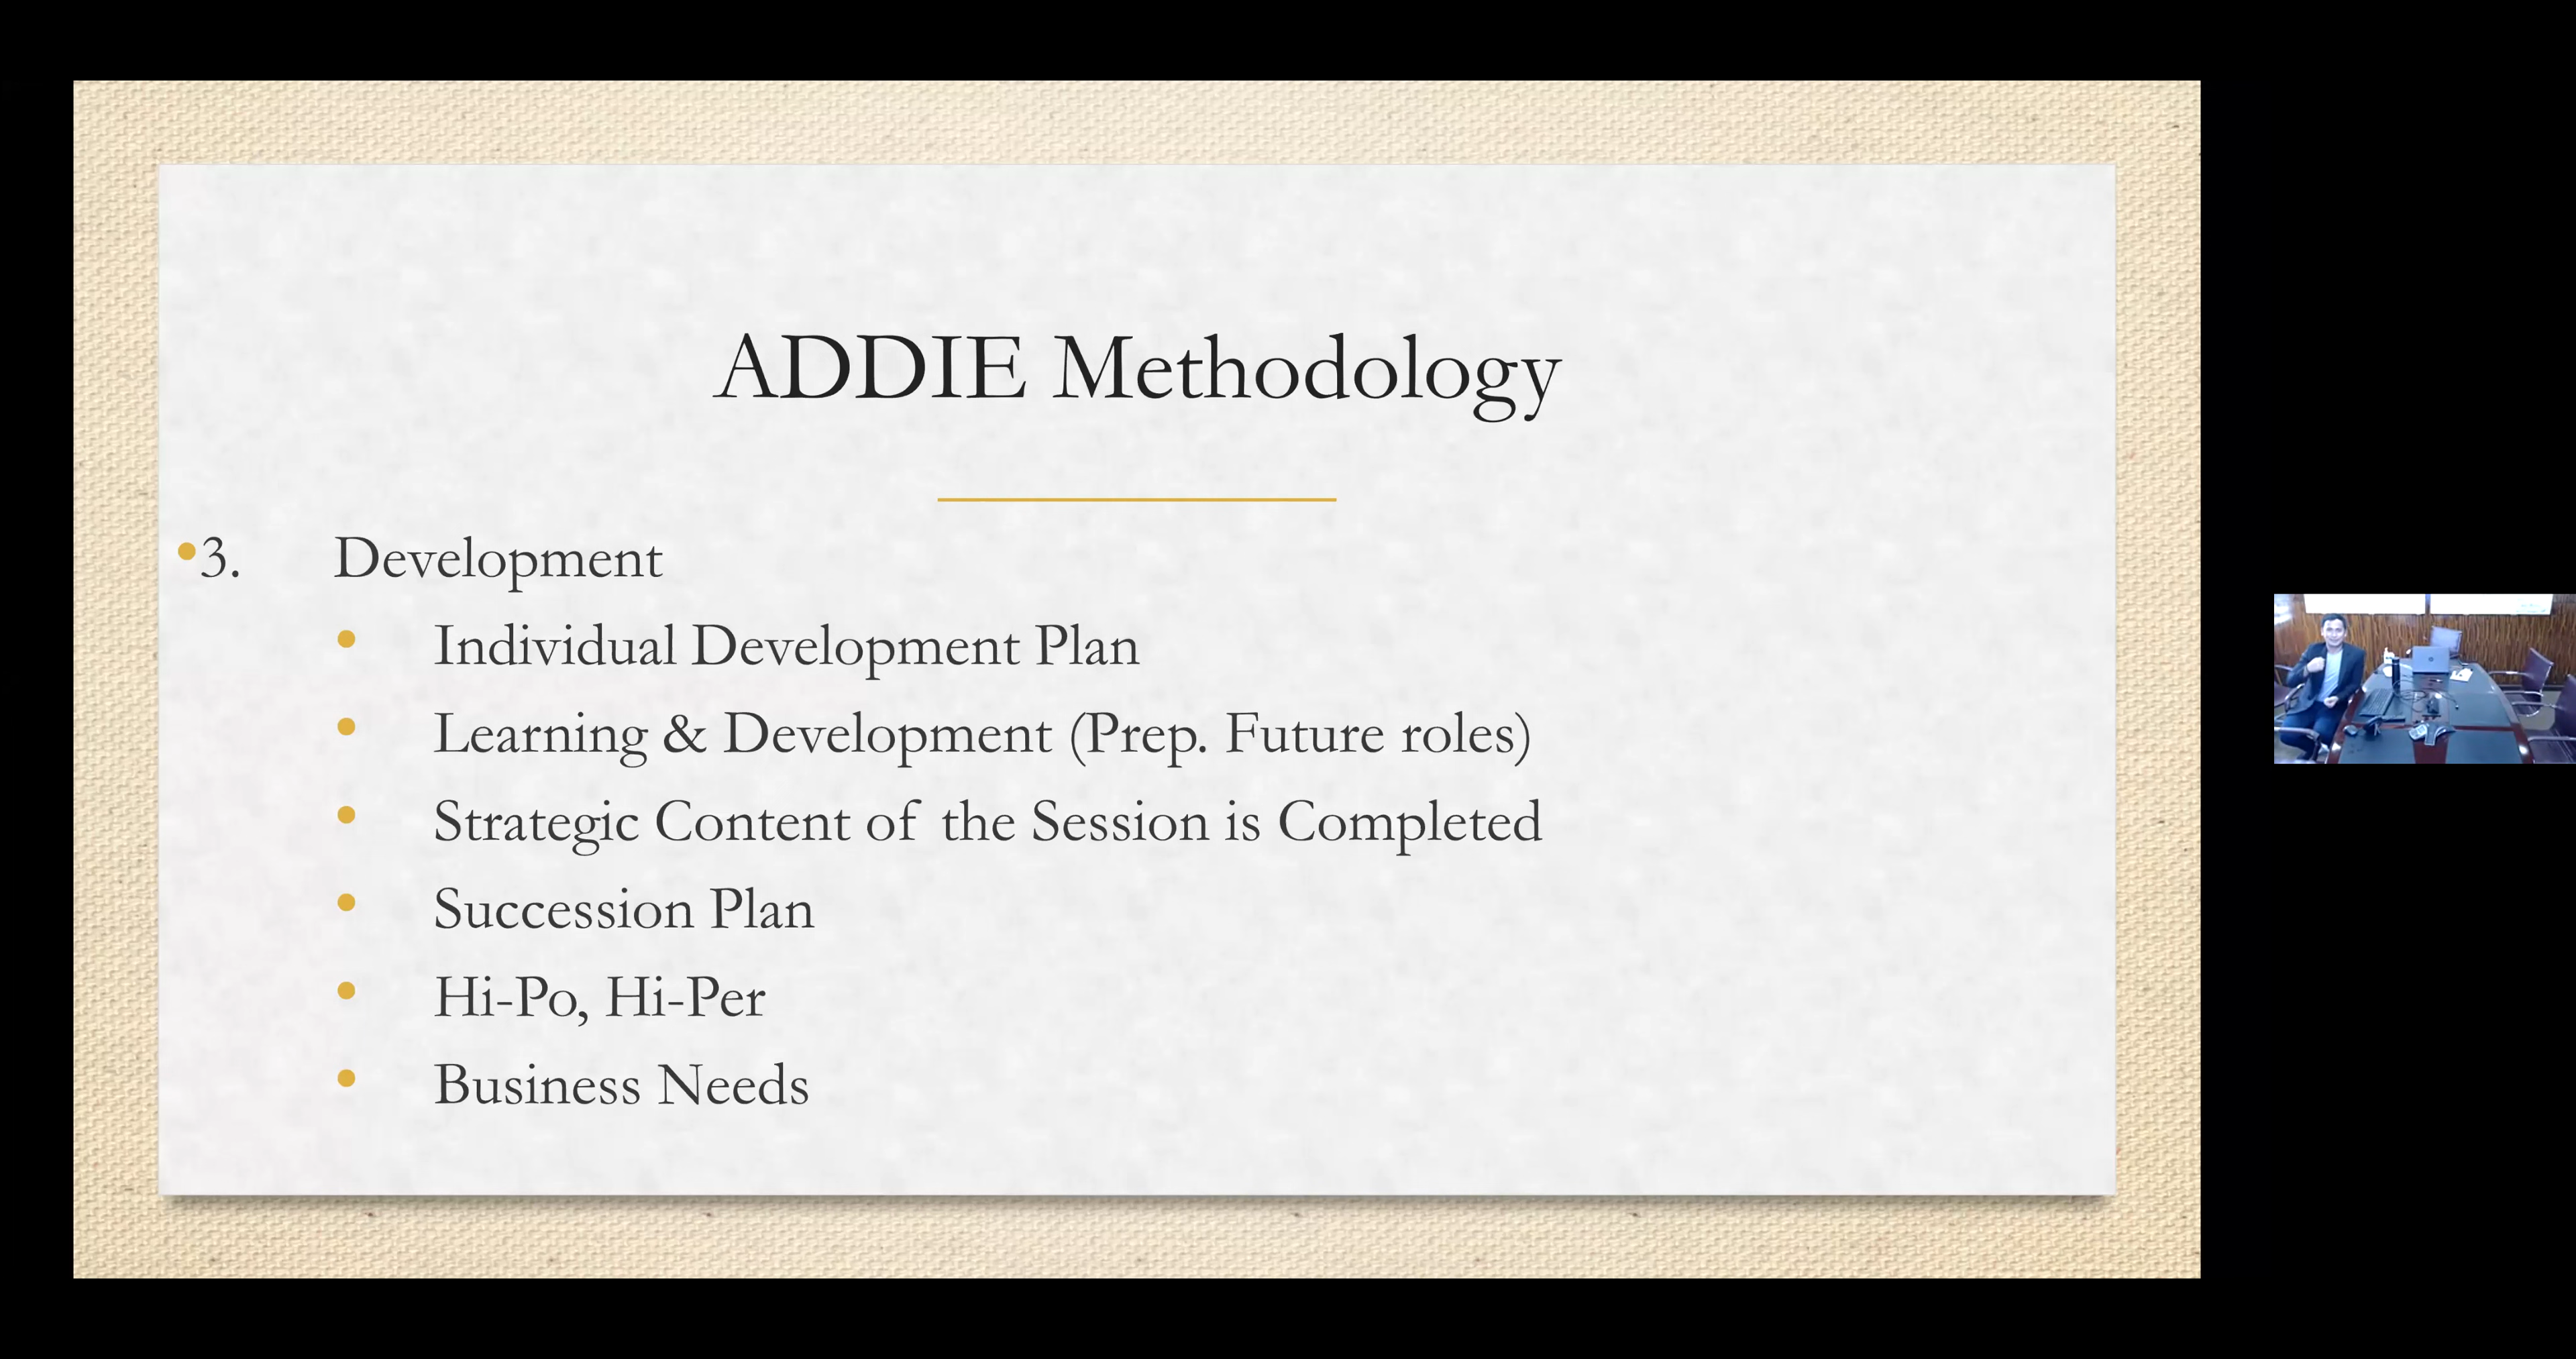 ADDIE Methodology
•3. Development
• Individual Development Plan
• Learning & Development (Prep. Future roles)
• Strategic Content of the Session is Completed
• Succession Plan
• Hi-Po, Hi-Per
• Business Needs